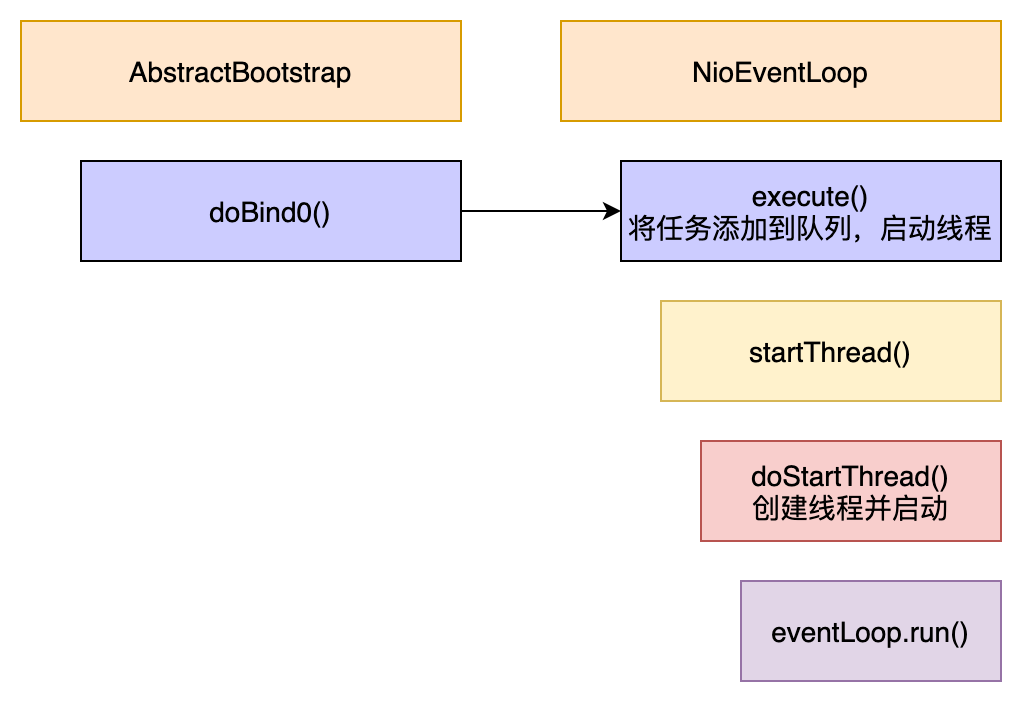 AbstractBootstrap
NioEventLoop
doBind0()
execute()
将任务添加到队列，启动线程
startThread()
doStartThread()
创建线程并启动
eventLoop.run()